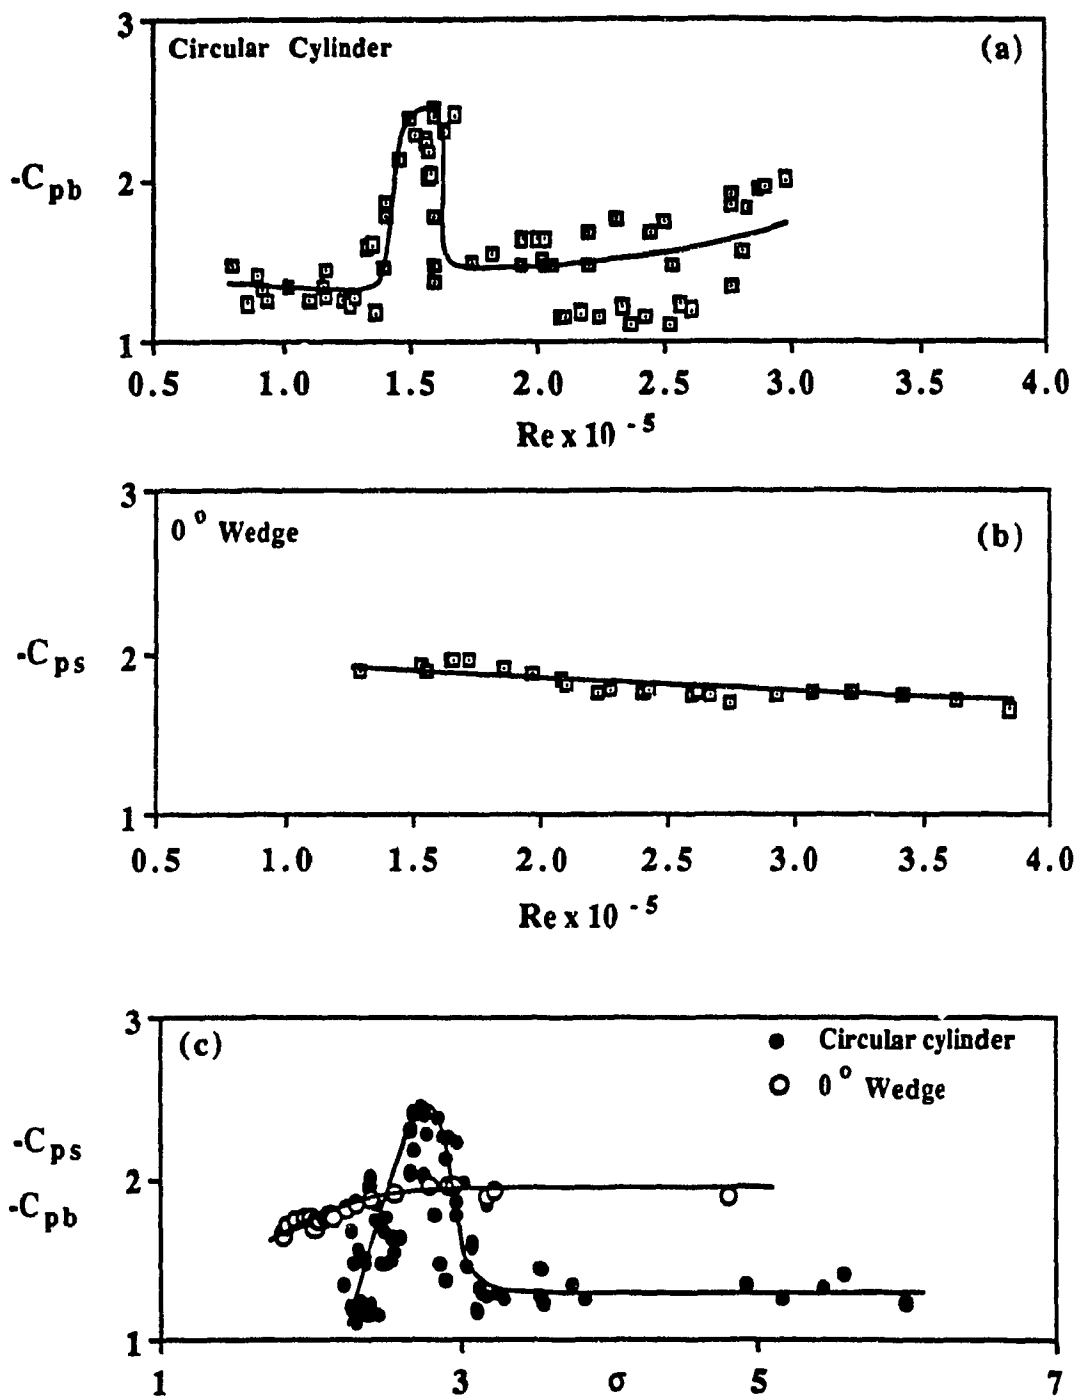 3
Circular Cylinder
(a)
-Cpb
2
1
0.5 1.0 1.5 2.0 2.5 3.0 3.5 4.0
Re x 10 -5
3
0 o Wedge
(b)
-Cps
2
1
0.5 1.0 1.5 2.0 2.5 3.0 3.5 4.0
Re x 10 -5
3
(c)
Circular cylinder
0 o Wedge
-Cps
2
-Cpb
1
1 3 σ 5 7